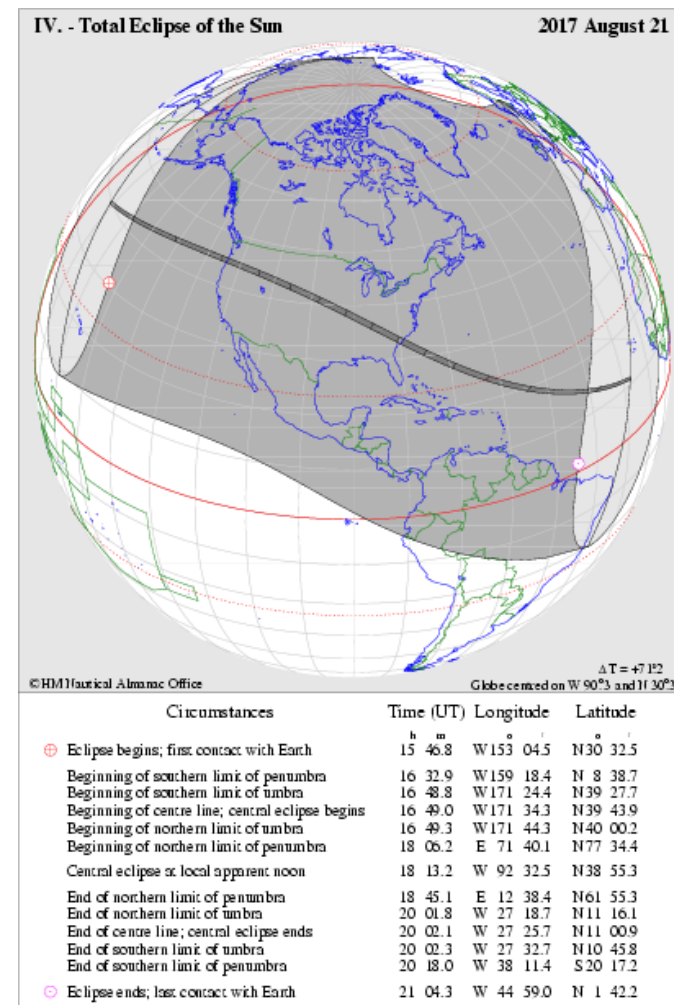 IV. - Total Eclipse of the Sun 2017 August 21
ΔT = +71ˢ.2
©HM Nautical Almanac Office Globe centred on W 90°.3 and N 30°.3
Circumstances Time (UT) Longitude Latitude
h m ° ' ° '
Eclipse begins; first contact with Earth 15 46.8 W153 04.5 N30 32.5
Beginning of southern limit of penumbra 16 32.9 W159 18.4 N 8 38.7
Beginning of southern limit of umbra 16 48.8 W171 24.4 N39 27.7
Beginning of centre line; central eclipse begins 16 49.0 W171 34.3 N39 43.9
Beginning of northern limit of umbra 16 49.3 W171 44.3 N40 00.2
Beginning of northern limit of penumbra 18 06.2 E 71 40.1 N77 34.4
Central eclipse at local apparent noon 18 13.2 W 92 32.5 N38 55.3
End of northern limit of penumbra 18 45.1 E 12 38.4 N61 55.3
End of northern limit of umbra 20 01.8 W 27 18.7 N11 16.1
End of centre line; central eclipse ends 20 02.1 W 27 25.7 N11 00.9
End of southern limit of umbra 20 02.3 W 27 32.7 N10 45.8
End of southern limit of penumbra 20 18.0 W 38 11.4 S20 17.2
Eclipse ends; last contact with Earth 21 04.3 W 44 59.0 N 1 42.2